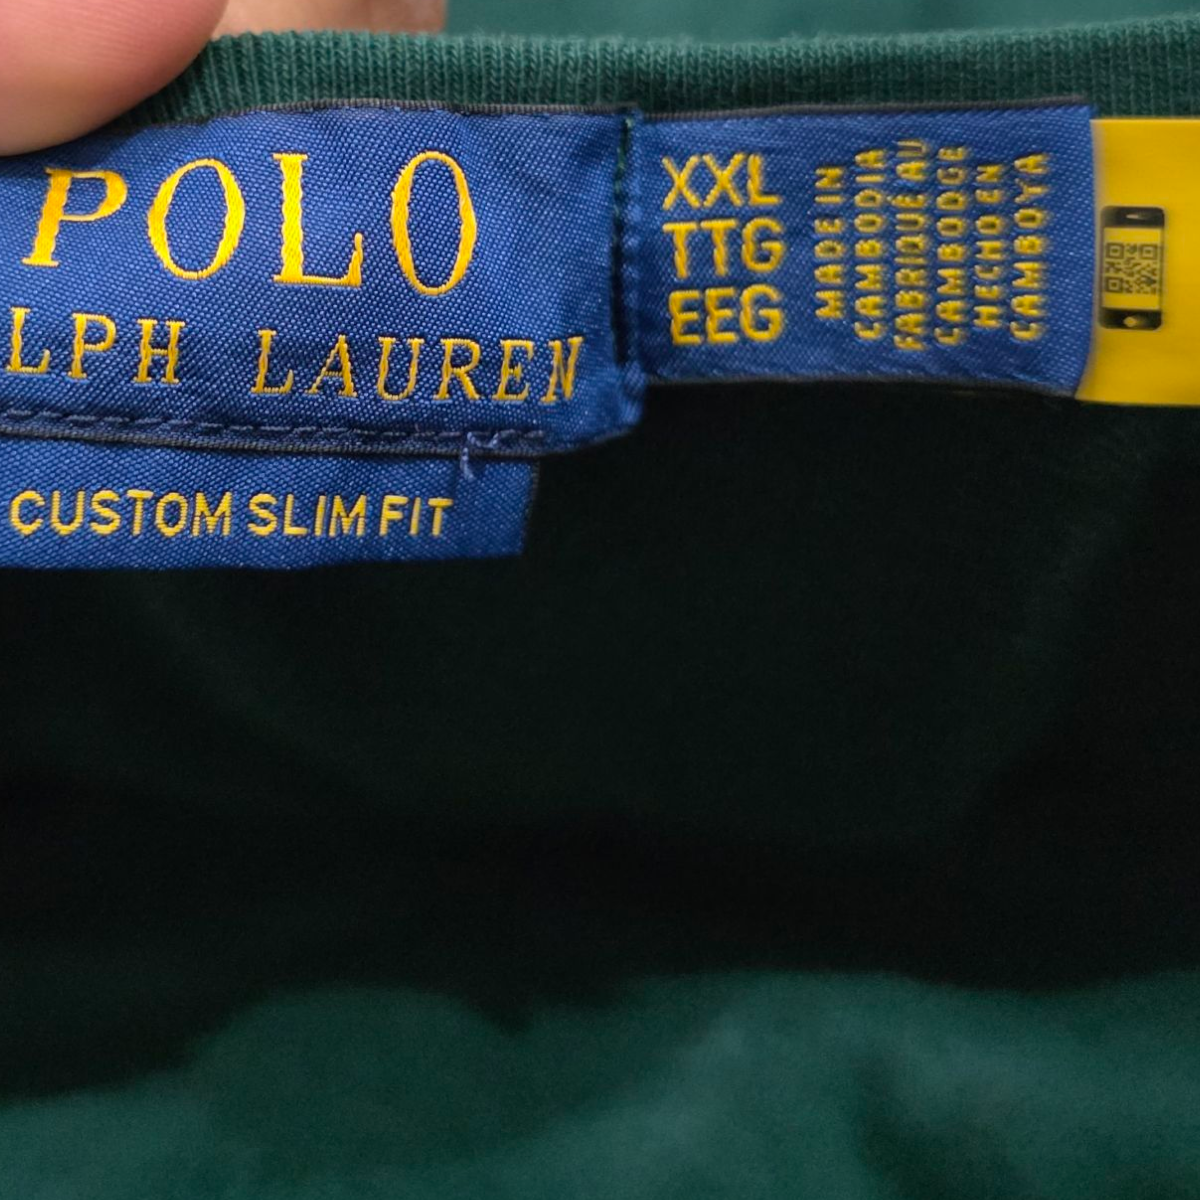 POLO
LPH LAUREN
CUSTOM SLIM FIT
XXL
TTG
EEG
MADE IN
CAMBODIA
FABRIQUÉ AU
CAMBODGE
HECHO EN
CAMBOYA